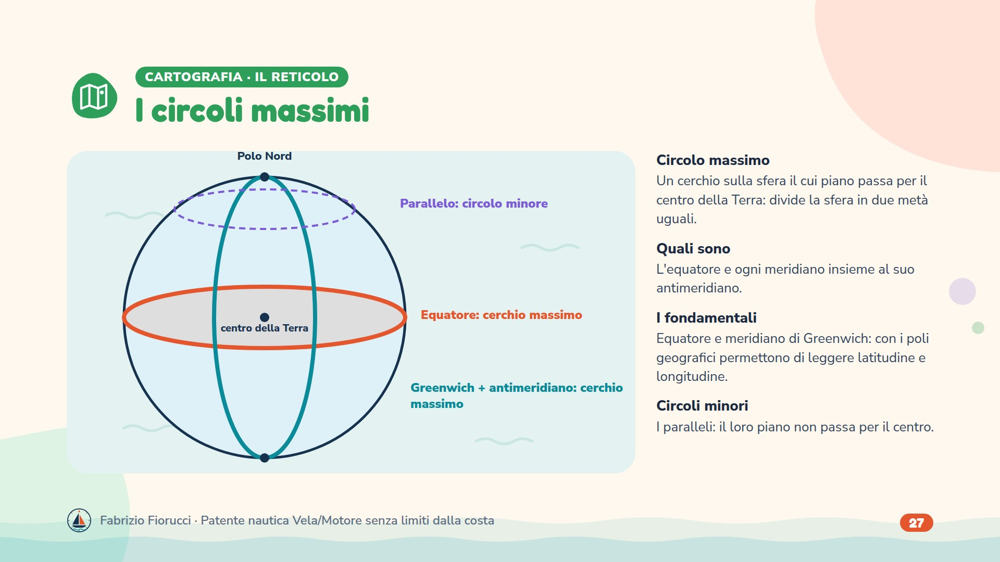 CARTOGRAFIA · IL RETICOLO
I circoli massimi
Polo Nord
Parallelo: circolo minore
Equatore: cerchio massimo
centro della Terra
Greenwich + antimeridiano: cerchio
massimo
Circolo massimo
Un cerchio sulla sfera il cui piano passa per il
centro della Terra: divide la sfera in due metà
uguali.
Quali sono
L'equatore e ogni meridiano insieme al suo
antimeridiano.
I fondamentali
Equatore e meridiano di Greenwich: con i poli
geografici permettono di leggere latitudine e
longitudine.
Circoli minori
I paralleli: il loro piano non passa per il centro.
Fabrizio Fiorucci · Patente nautica Vela/Motore senza limiti dalla costa
27